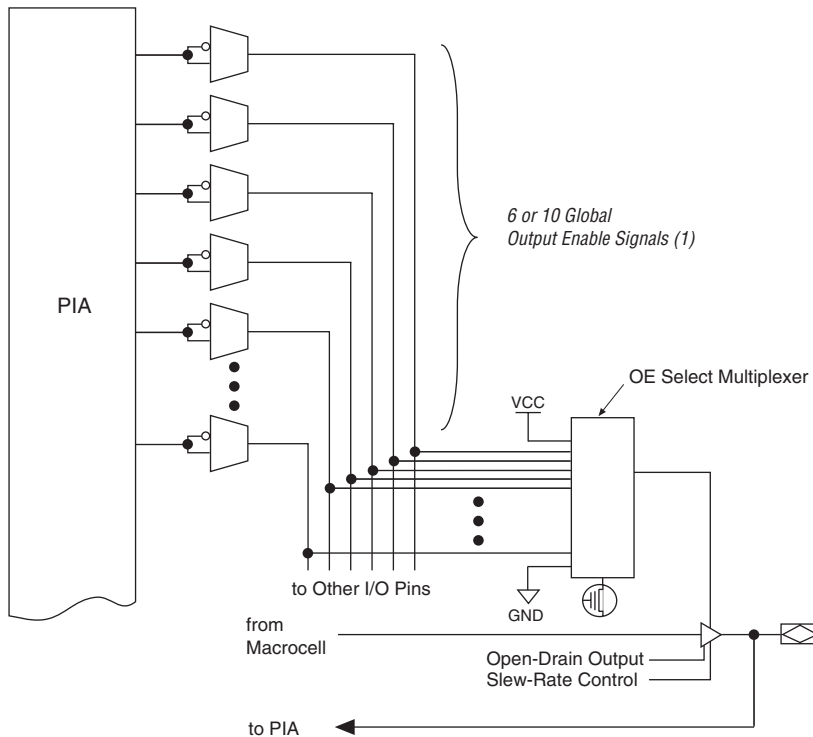 PIA
6 or 10 Global
Output Enable Signals (1)
OE Select Multiplexer
VCC
to Other I/O Pins
GND
from
Macrocell
Open-Drain Output
Slew-Rate Control
to PIA